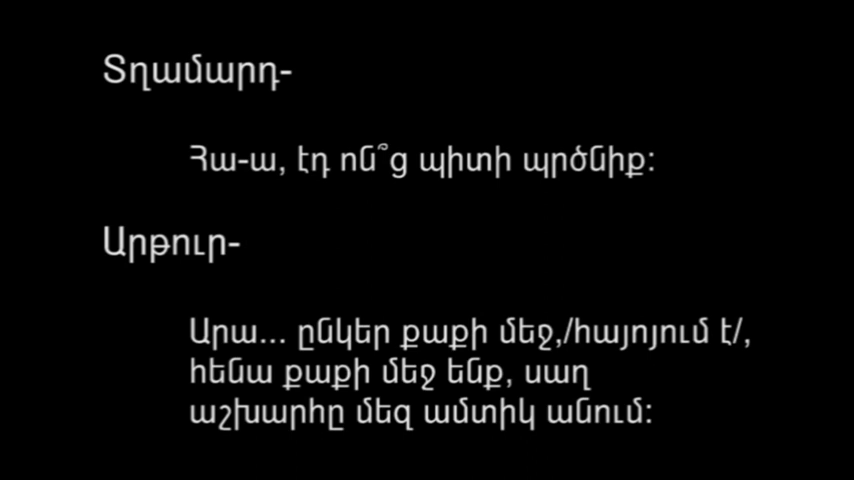 Տղամարդ-
Հա-ա, էդ ոն՞ց պիտի պրծնիք:
Արթուր-
Արա... ընկեր քաքի մեջ,/հայոյում է/,
հենա քաքի մեջ ենք, սաղ
աշխարհը մեզ ամտիկ անում: